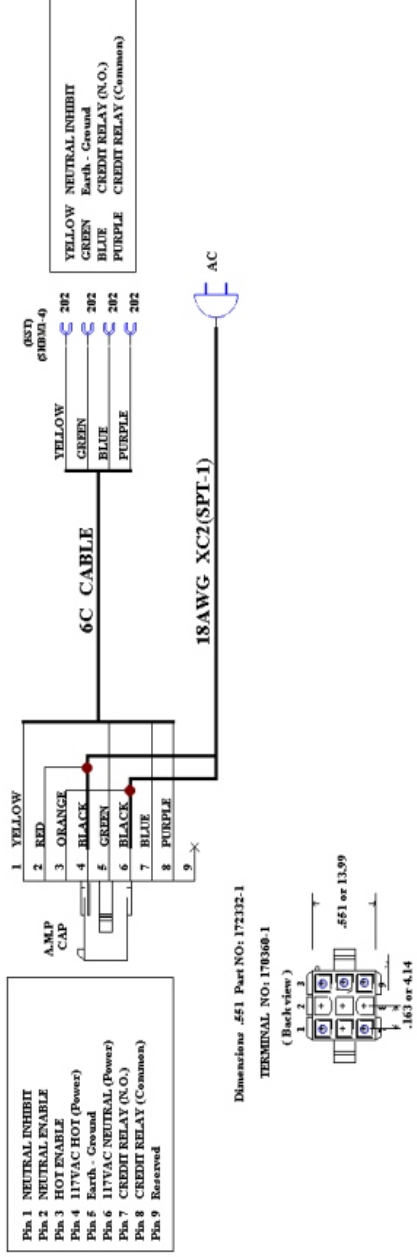 Pin 1 NEUTRAL INHIBIT
Pin 2 NEUTRAL ENABLE
Pin 3 HOT ENABLE
Pin 4 117VAC HOT (Power)
Pin 5 Earth - Ground
Pin 6 117VAC NEUTRAL (Power)
Pin 7 CREDIT RELAY (N.O.)
Pin 8 CREDIT RELAY (Common)
Pin 9 Reserved
A.M.P
CAP
1 YELLOW
2 RED
3 ORANGE
4 BLACK
5 GREEN
6 BLACK
7 BLUE
8 PURPLE
9
6C CABLE
18AWG XC2(SPT-1)
AC
(KST)
(SHBM2-4)
YELLOW 202
GREEN 202
BLUE 202
PURPLE 202
YELLOW NEUTRAL INHIBIT
GREEN Earth - Ground
BLUE CREDIT RELAY (N.O.)
PURPLE CREDIT RELAY (Common)
Dimensions .551 Part NO: 172332-1
TERMINAL NO: 170360-1
( Back view )
1 2 3
.551 or 13.99
9
.163 or 4.14